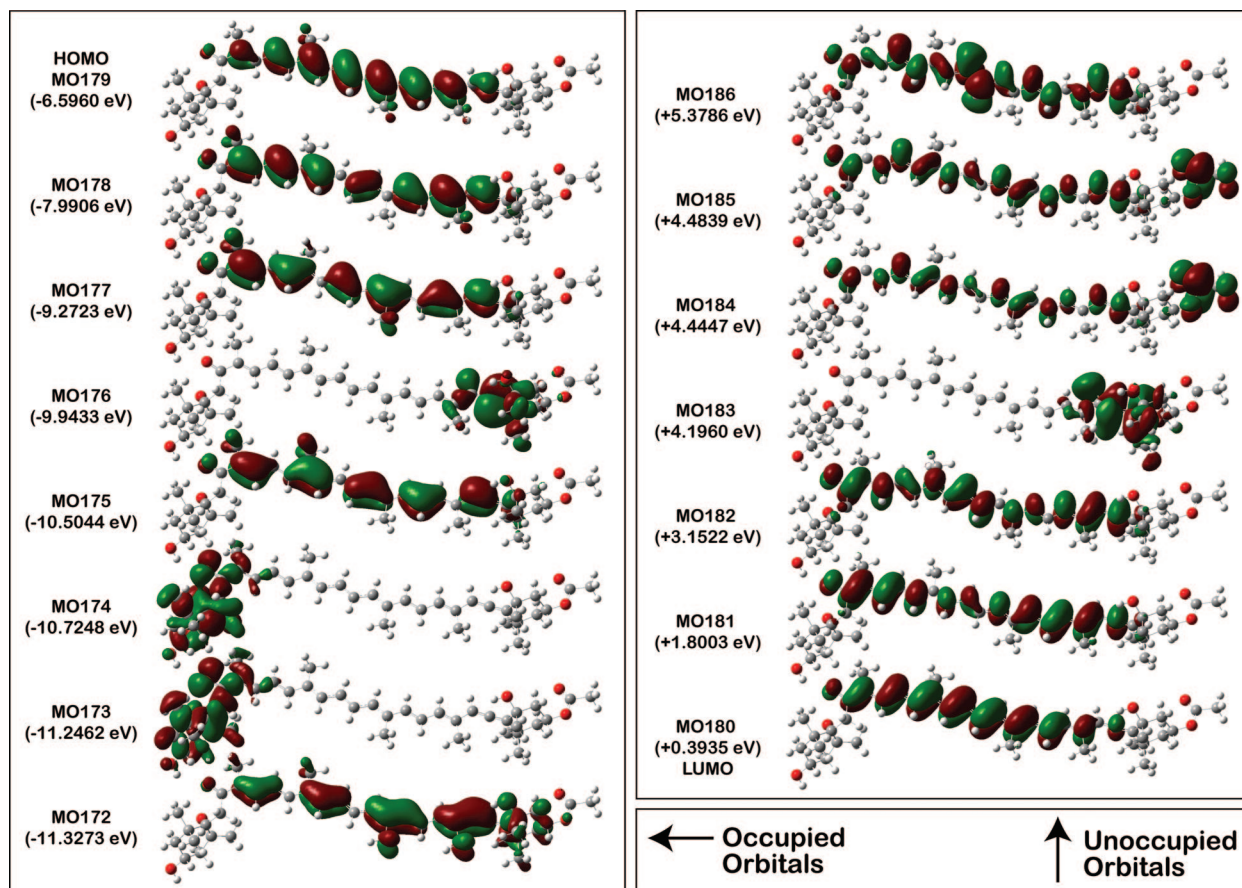 HOMO
MO179
(-6.5960 eV)
MO178
(-7.9906 eV)
MO177
(-9.2723 eV)
MO176
(-9.9433 eV)
MO175
(-10.5044 eV)
MO174
(-10.7248 eV)
MO173
(-11.2462 eV)
MO172
(-11.3273 eV)
MO186
(+5.3786 eV)
MO185
(+4.4839 eV)
MO184
(+4.4447 eV)
MO183
(+4.1960 eV)
MO182
(+3.1522 eV)
MO181
(+1.8003 eV)
MO180
(+0.3935 eV)
LUMO
Occupied
Orbitals
Unoccupied
Orbitals